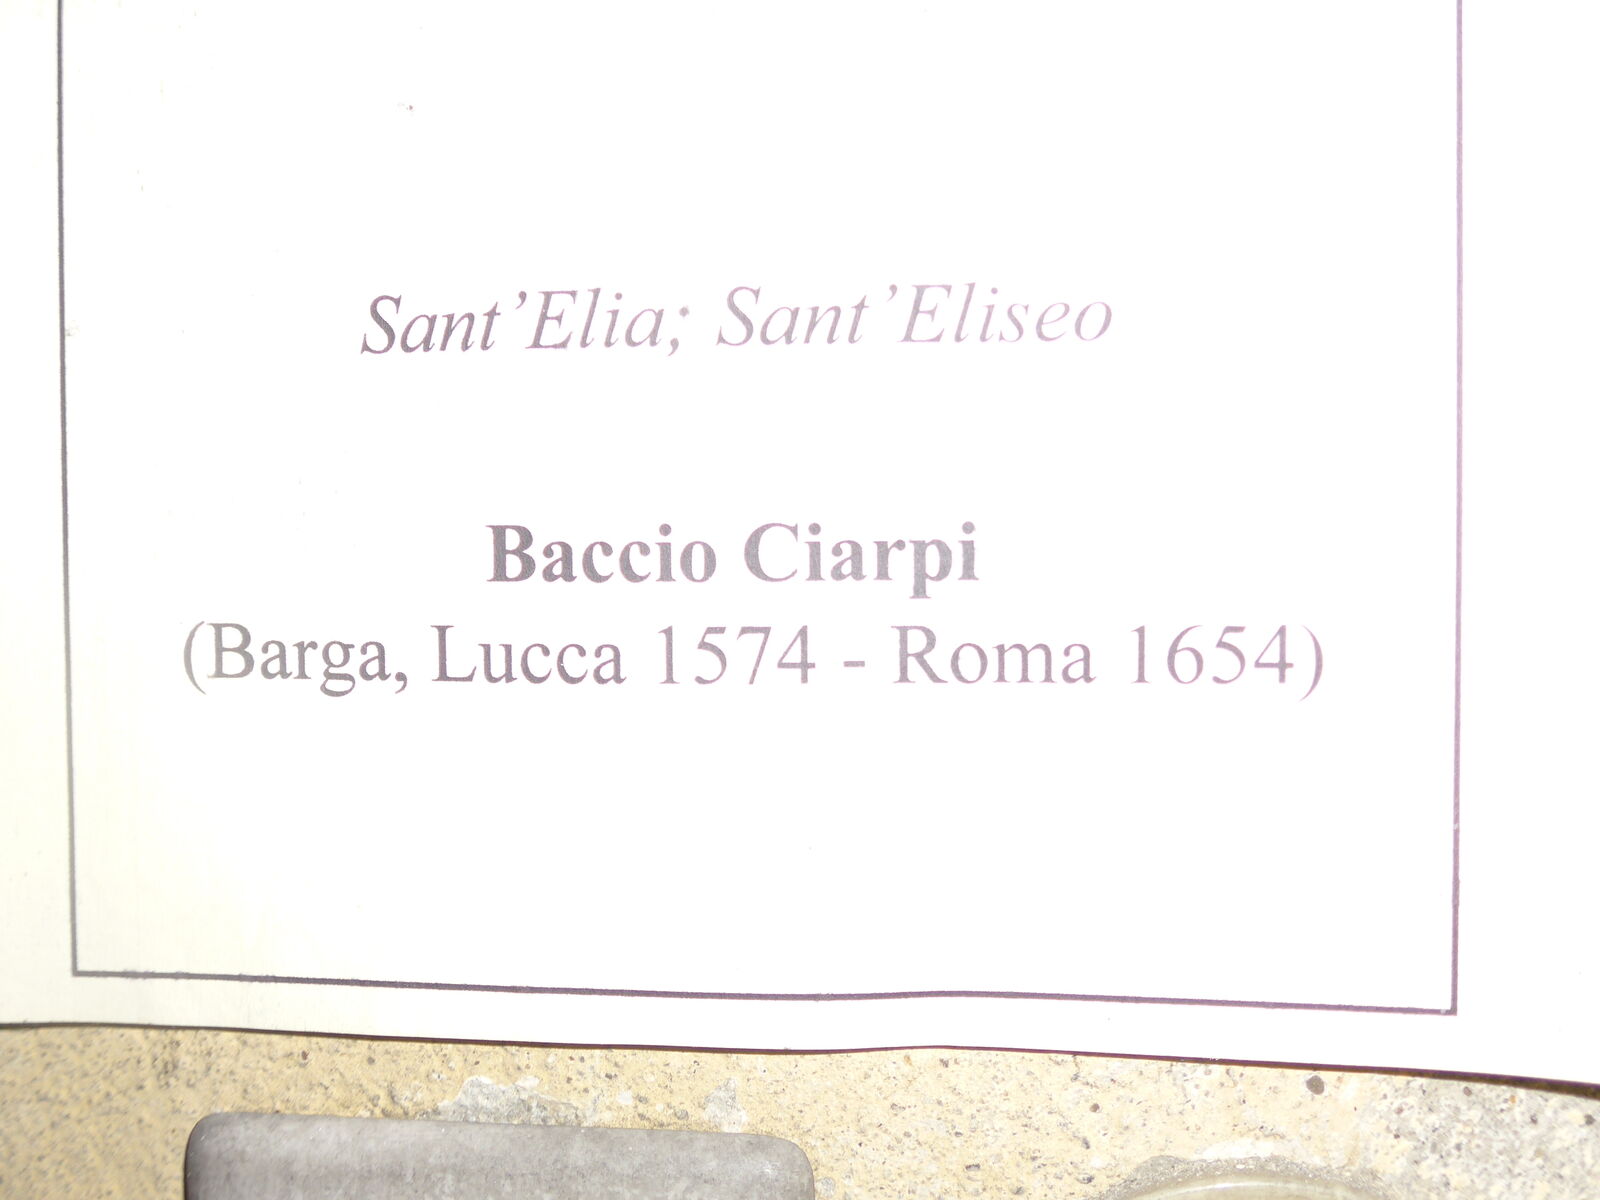 Sant'Elia; Sant'Eliseo
Baccio Ciarpi
(Barga, Lucca 1574 - Roma 1654)